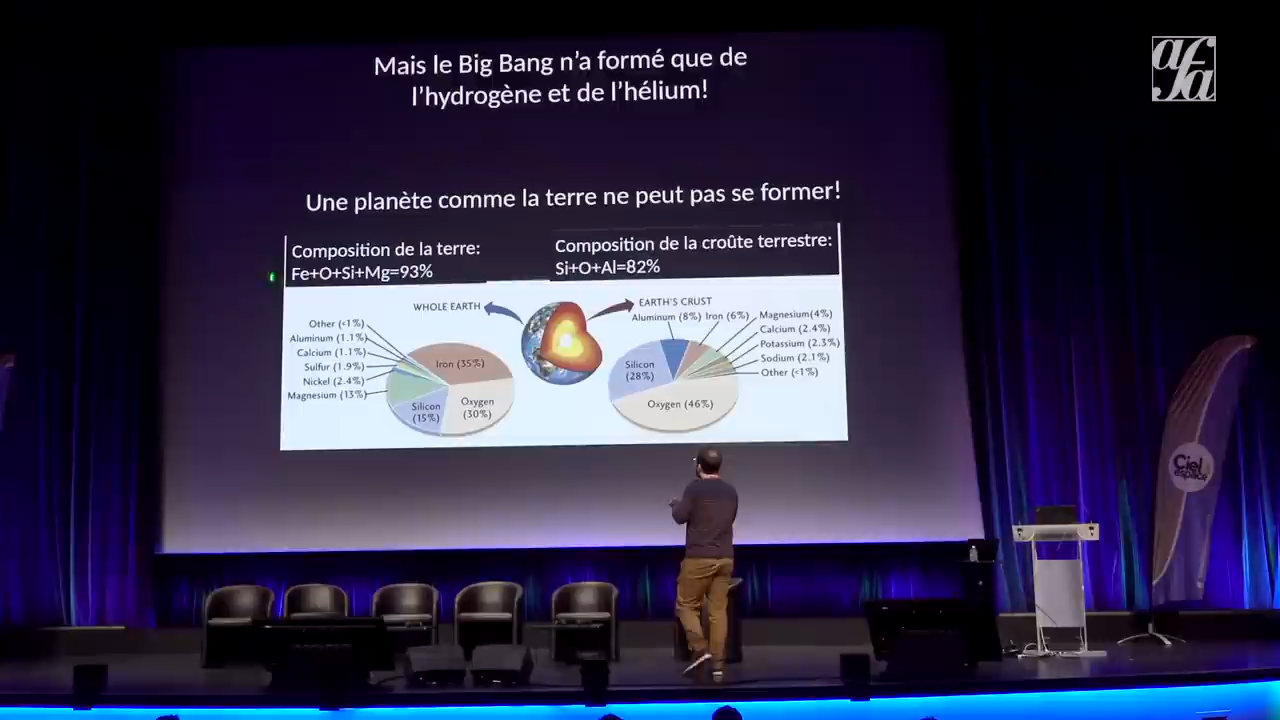 Mais le Big Bang n'a formé que de
l'hydrogène et de l'hélium!
afa
Une planète comme la terre ne peut pas se former!
Composition de la terre:
Fe+O+Si+Mg=93%
Composition de la croûte terrestre:
Si+O+Al=82%
WHOLE EARTH
Other (<1%)
Aluminum (1.1%)
Calcium (1.1%)
Sulfur (1.9%)
Nickel (2.4%)
Magnesium (13%)
Iron (35%)
Silicon
(15%)
Oxygen
(30%)
EARTH'S CRUST
Aluminum (8%)
Iron (6%)
Magnesium(4%)
Calcium (2.4%)
Potassium (2.3%)
Sodium (2.1%)
Other (<1%)
Silicon
(28%)
Oxygen (46%)
Ciel
espace